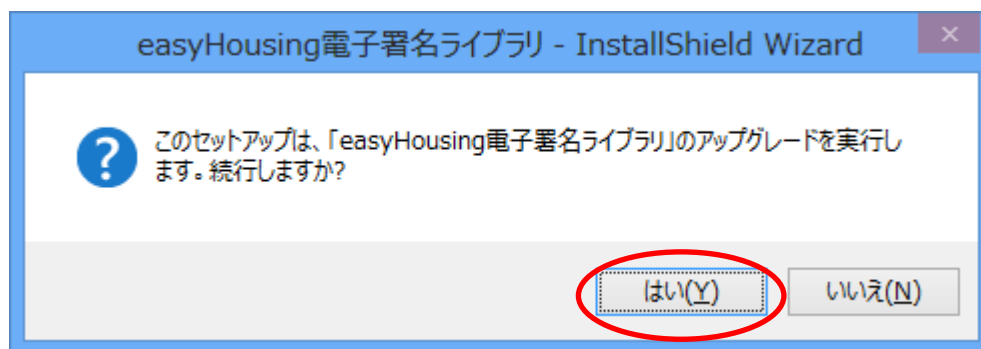 easyHousing電子署名ライブラリ - InstallShield Wizard
このセットアップは、「easyHousing電子署名ライブラリ」のアップグレードを実行し
ます。続行しますか?
はい(Y) いいえ(N)